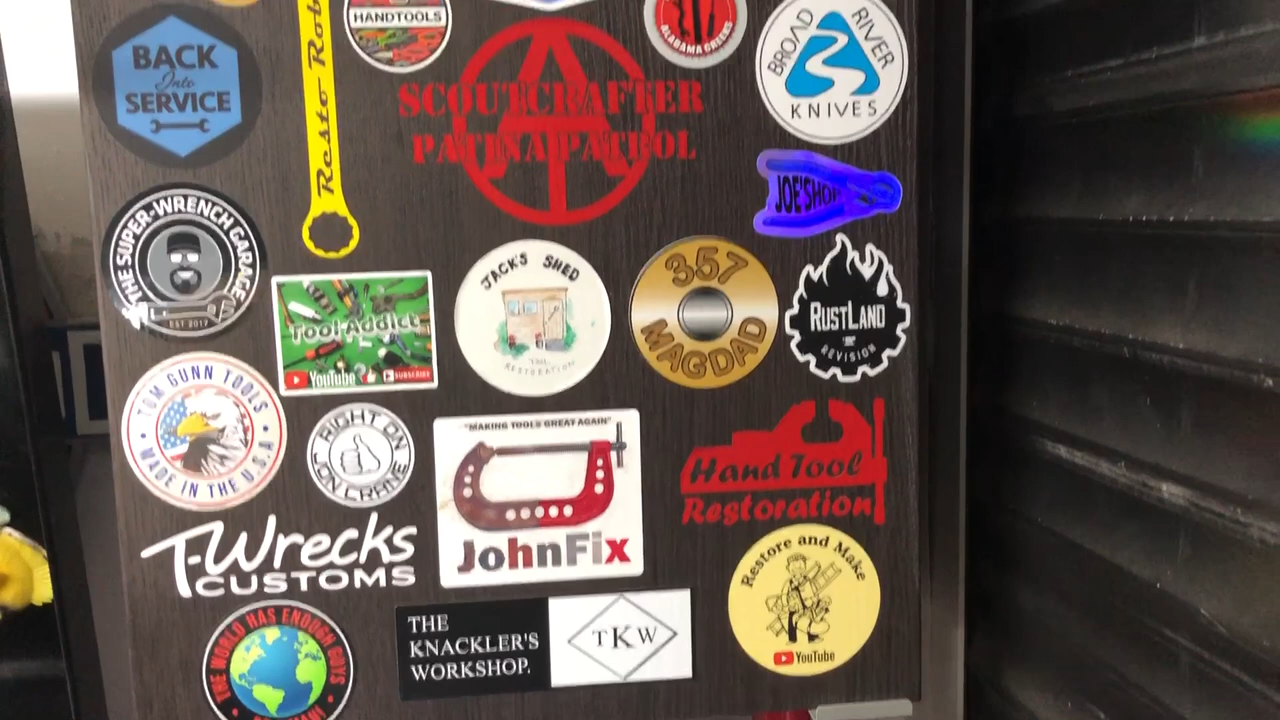 HANDTOOLS
ALABAMA GREEKS
BACK
Into
SERVICE
Resto Rob
SCOUTCRAFTER
PATINA PATROL
BROAD RIVER
KNIVES
JOE'SHOP
THE SUPER-WRENCH GARAGE
EST 2017
Tool Addict
YouTube
SUBSCRIBE
JACK'S SHED
RESTORATION
357
MAGDAD
RUSTLAND
REVISION
TOM GUNN TOOLS
MADE IN THE U.S.A
RIGHT ON
JON CRANE
"MAKING TOOLS GREAT AGAIN"
JohnFix
Hand Tool
Restoration
T-Wrecks
CUSTOMS
Restore and Make
YouTube
THE WORLD HAS ENOUGH GUYS
THE
KNACKLER'S
WORKSHOP.
TKW